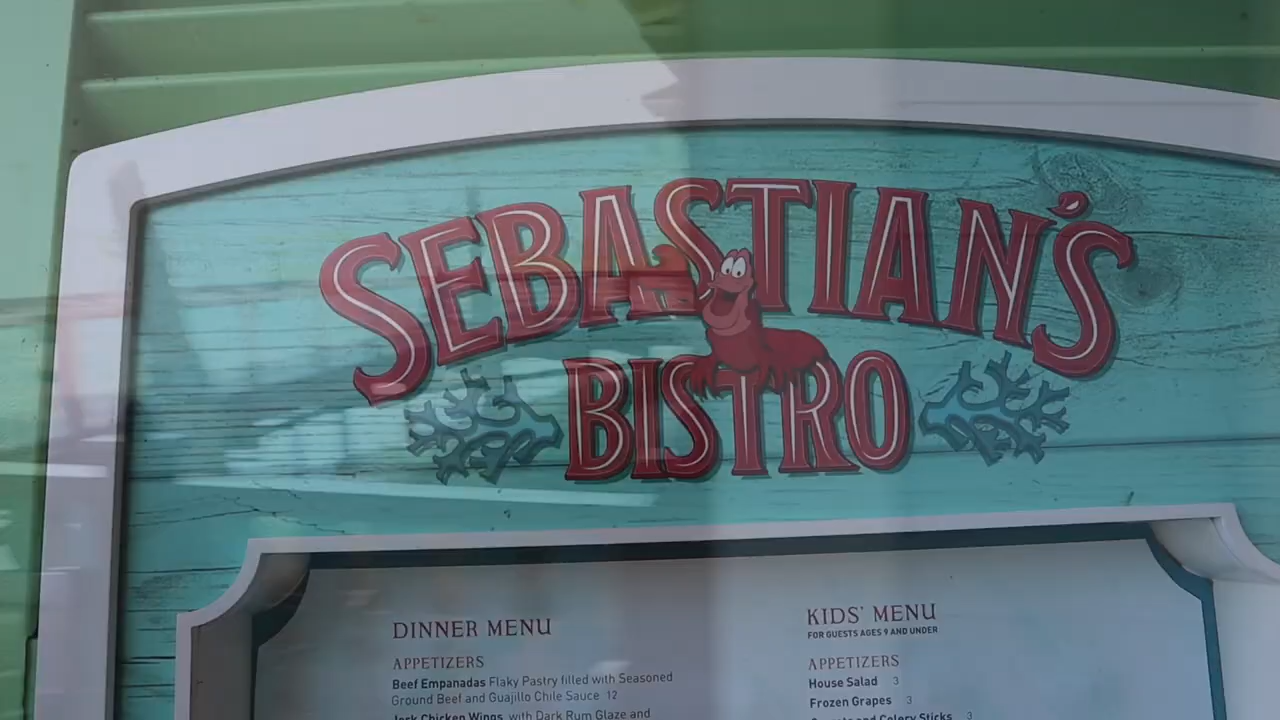 SEBASTIAN'S
BISTRO
DINNER MENU
APPETIZERS
Beef Empanadas Flaky Pastry filled with Seasoned
Ground Beef and Guajillo Chile Sauce 12
Jerk Chicken Wings with Dark Rum Glaze and
KIDS' MENU
FOR GUESTS AGES 9 AND UNDER
APPETIZERS
House Salad 3
Frozen Grapes 3
Carrots and Celery Sticks 3